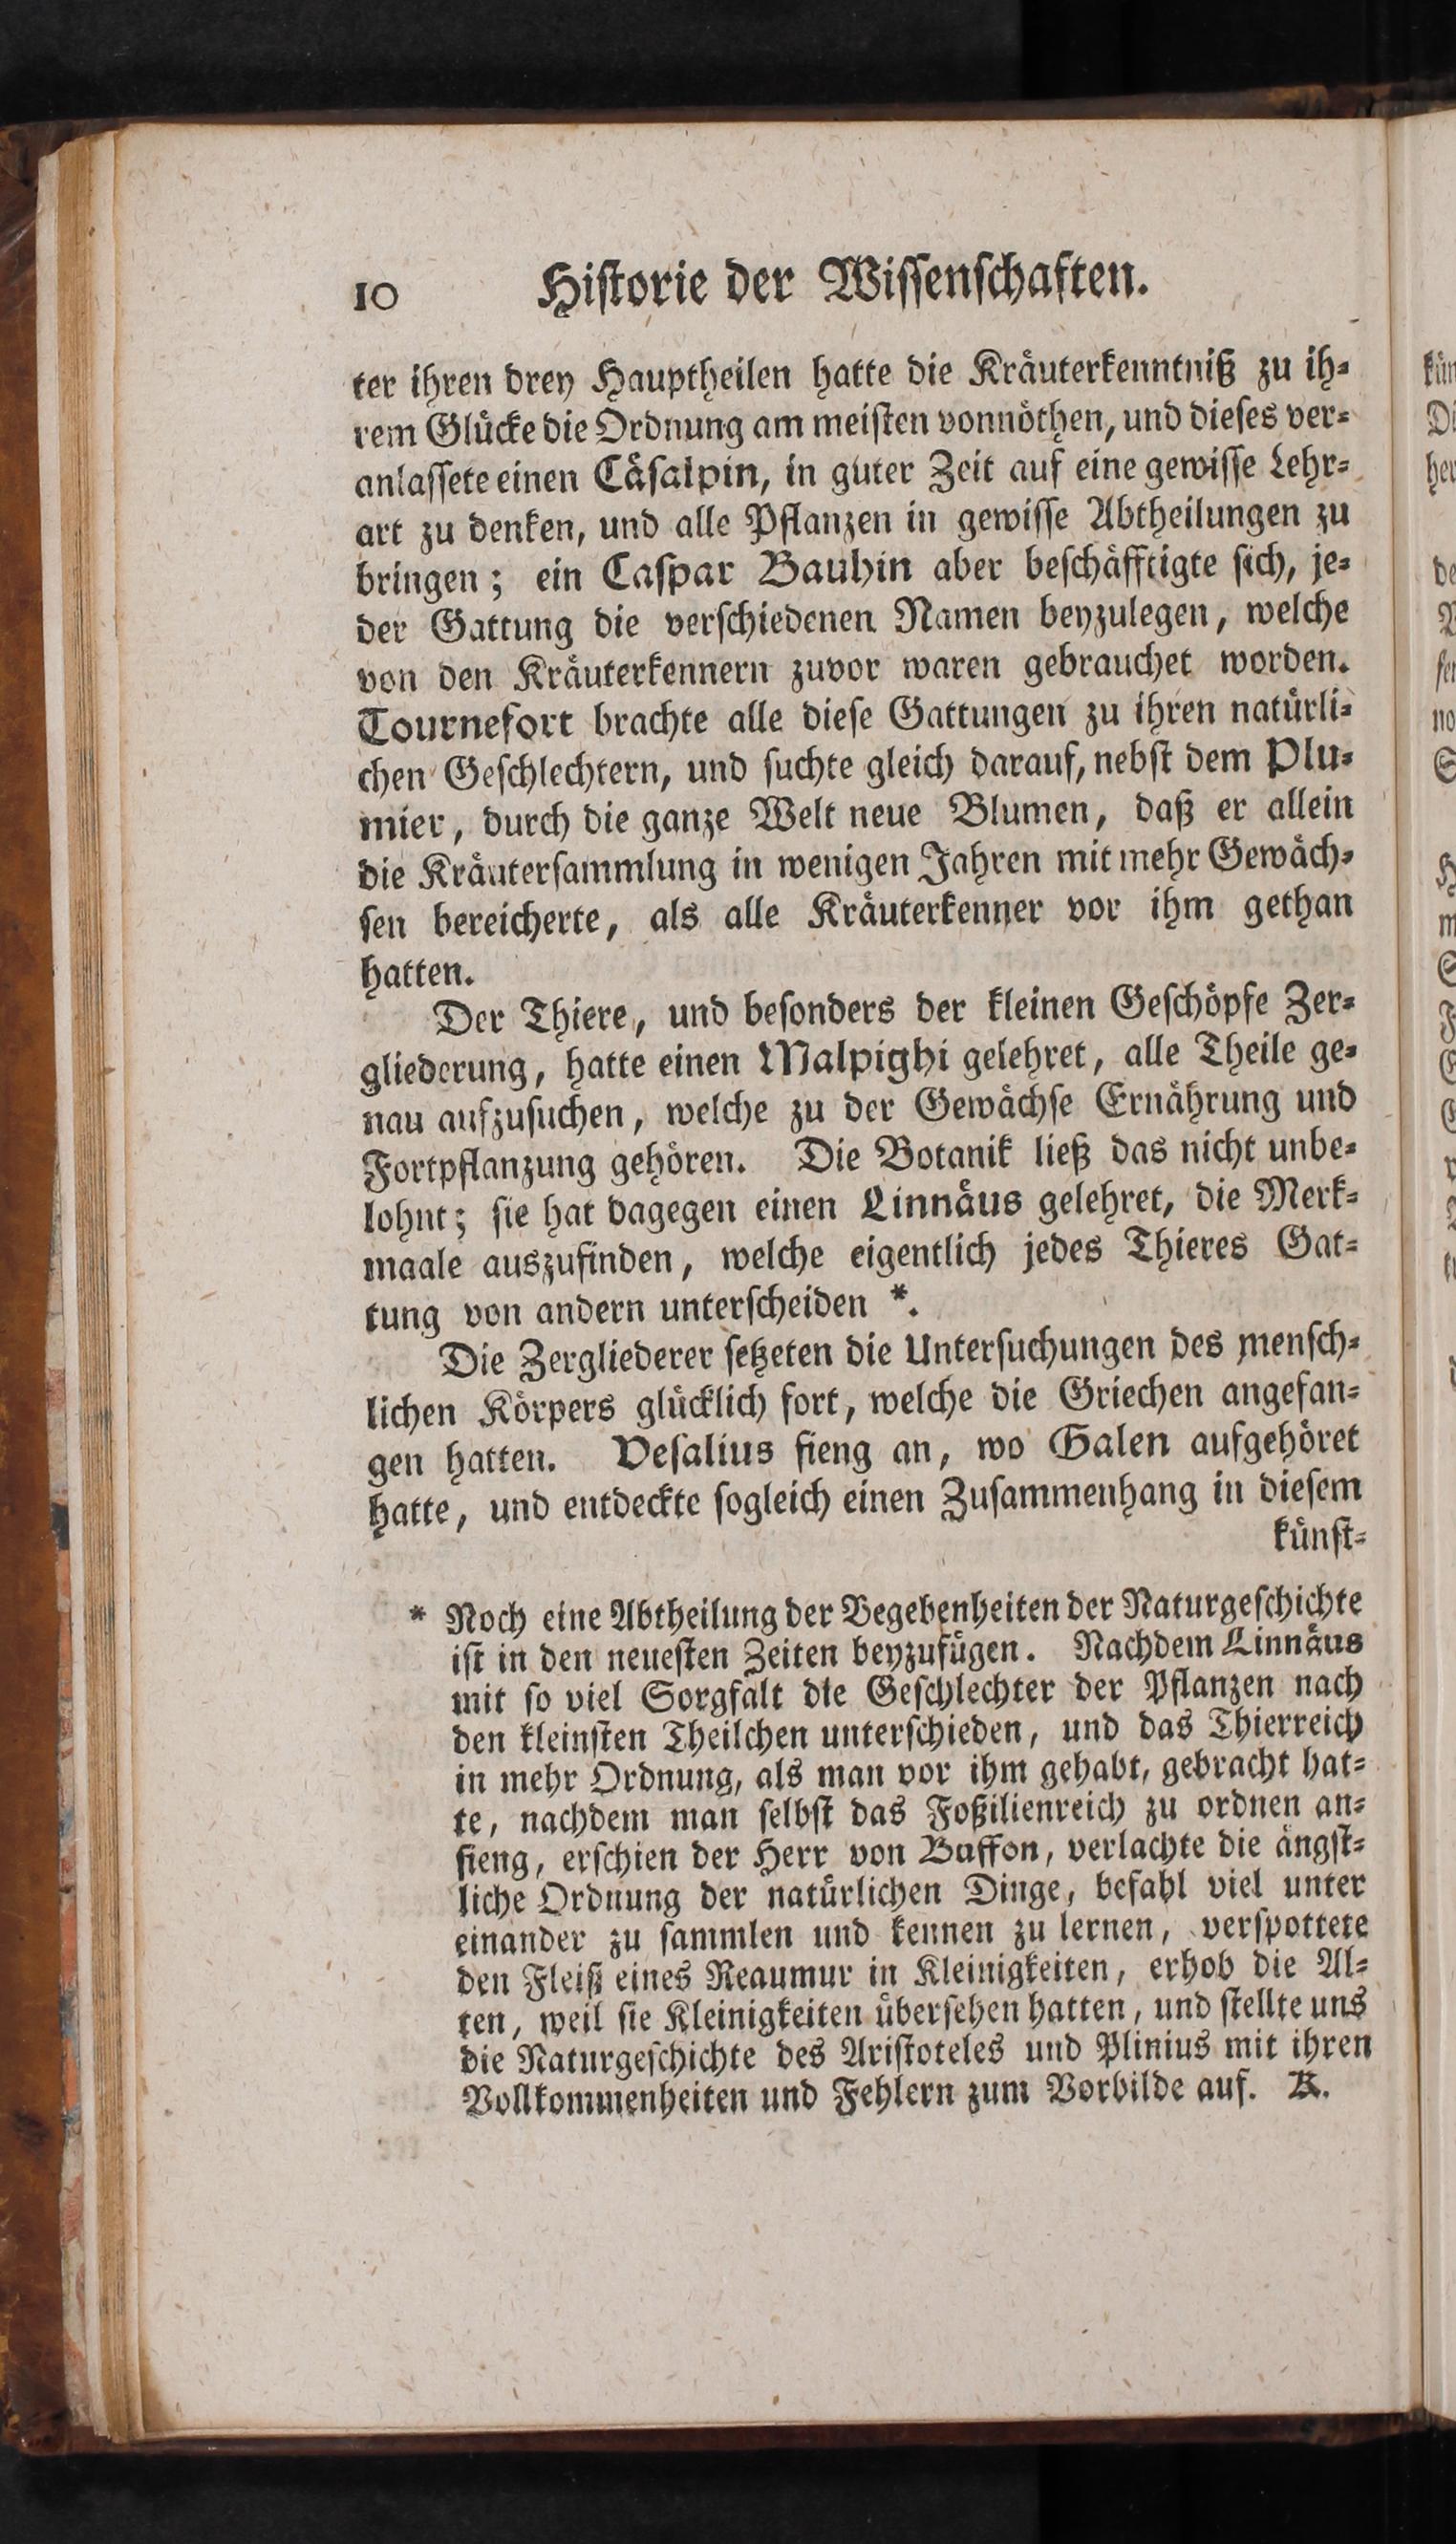 10 Historie der Wissenschaften.
ter ihren drey Hauptheilen hatte die Kräuterkenntniß zu ih-
rem Glücke die Ordnung am meisten vonnöthen, und dieses ver-
anlassete einen Cäsalpin, in guter Zeit auf eine gewisse Lehr-
art zu denken, und alle Pflanzen in gewisse Abtheilungen zu
bringen; ein Caspar Bauhin aber beschäfftigte sich, je-
der Gattung die verschiedenen Namen beyzulegen, welche
von den Kräuterkennern zuvor waren gebrauchet worden.
Tournefort brachte alle diese Gattungen zu ihren natürli-
chen Geschlechtern, und suchte gleich darauf, nebst dem Plu-
mier, durch die ganze Welt neue Blumen, daß er allein
die Kräutersammlung in wenigen Jahren mit mehr Gewäch-
sen bereicherte, als alle Kräuterkenner vor ihm gethan
hatten.
Der Thiere, und besonders der kleinen Geschöpfe Zer-
gliederung, hatte einen Malpighi gelehret, alle Theile ge-
nau aufzusuchen, welche zu der Gewächse Ernährung und
Fortpflanzung gehören. Die Botanik ließ das nicht unbe-
lohnt; sie hat dagegen einen Linnäus gelehret, die Merk-
maale auszufinden, welche eigentlich jedes Thieres Gat-
tung von andern unterscheiden *.
Die Zergliederer setzeten die Untersuchungen des mensch-
lichen Körpers glücklich fort, welche die Griechen angefan-
gen hatten. Vesalius fieng an, wo Galen aufgehöret
hatte, und entdeckte sogleich einen Zusammenhang in diesem
künst-
* Noch eine Abtheilung der Begebenheiten der Naturgeschichte
ist in den neuesten Zeiten beyzufügen. Nachdem Linnäus
mit so viel Sorgfalt die Geschlechter der Pflanzen nach
den kleinsten Theilchen unterschieden, und das Thierreich
in mehr Ordnung, als man vor ihm gehabt, gebracht hat-
te, nachdem man selbst das Foßilienreich zu ordnen an-
fieng, erschien der Herr von Buffon, verlachte die ängst-
liche Ordnung der natürlichen Dinge, befahl viel unter
einander zu sammlen und kennen zu lernen, verspottete
den Fleiß eines Reaumur in Kleinigkeiten, erhob die Al-
ten, weil sie Kleinigkeiten übersehen hatten, und stellte uns
die Naturgeschichte des Aristoteles und Plinius mit ihren
Vollkommenheiten und Fehlern zum Vorbilde auf. K.